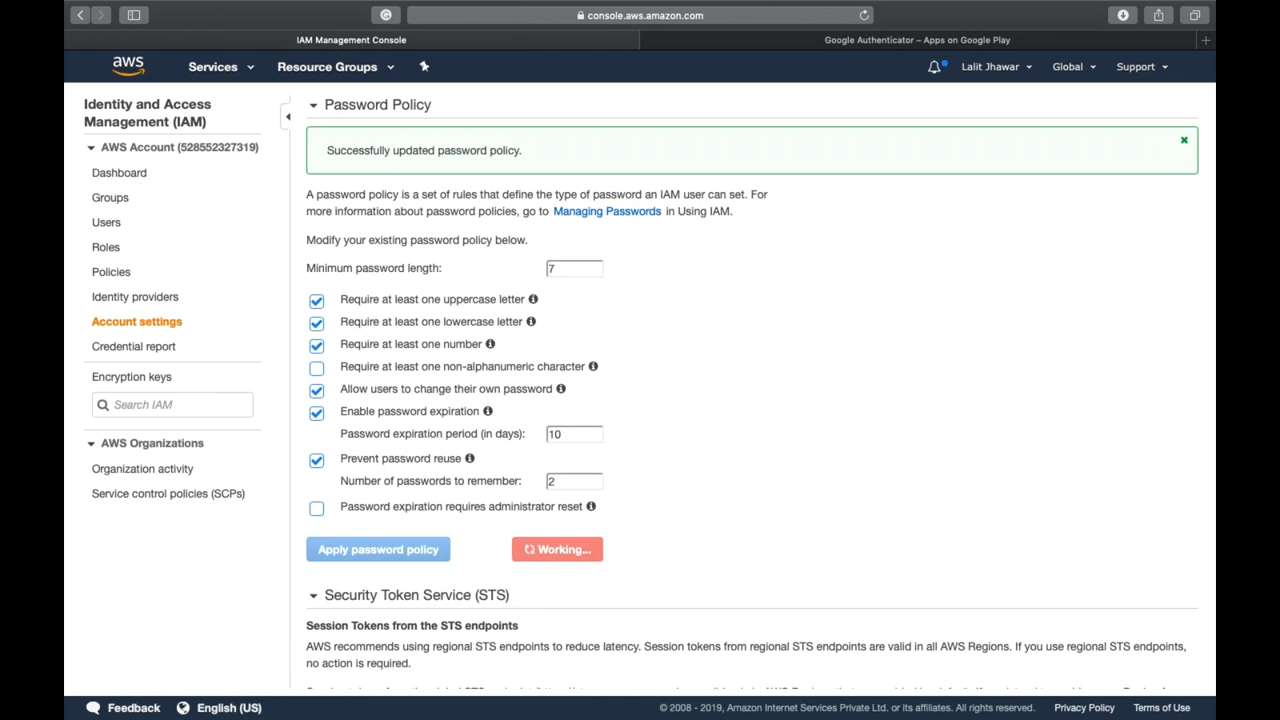 console.aws.amazon.com
IAM Management Console
Google Authenticator – Apps on Google Play
aws
Services
Resource Groups
Lalit Jhawar
Global
Support
Identity and Access
Management (IAM)
AWS Account (528552327319)
Dashboard
Groups
Users
Roles
Policies
Identity providers
Account settings
Credential report
Encryption keys
Search IAM
AWS Organizations
Organization activity
Service control policies (SCPs)
Password Policy
Successfully updated password policy.
A password policy is a set of rules that define the type of password an IAM user can set. For
more information about password policies, go to Managing Passwords in Using IAM.
Modify your existing password policy below.
Minimum password length: 7
Require at least one uppercase letter
Require at least one lowercase letter
Require at least one number
Require at least one non-alphanumeric character
Allow users to change their own password
Enable password expiration
Password expiration period (in days): 10
Prevent password reuse
Number of passwords to remember: 2
Password expiration requires administrator reset
Apply password policy
Working...
Security Token Service (STS)
Session Tokens from the STS endpoints
AWS recommends using regional STS endpoints to reduce latency. Session tokens from regional STS endpoints are valid in all AWS Regions. If you use regional STS endpoints,
no action is required.
Feedback
English (US)
© 2008 - 2019, Amazon Internet Services Private Ltd. or its affiliates. All rights reserved.
Privacy Policy
Terms of Use